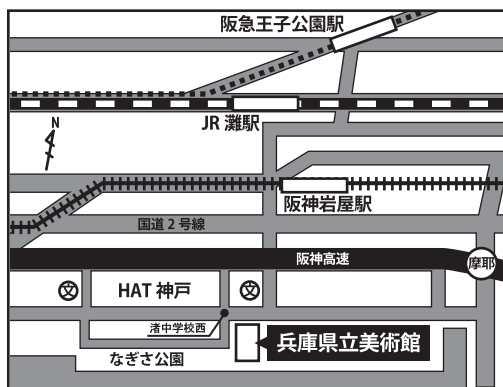 阪急王子公園駅
JR 灘駅
N
阪神岩屋駅
国道2号線
阪神高速
摩耶
文
HAT 神戸
文
渚中学校西
兵庫県立美術館
なぎさ公園